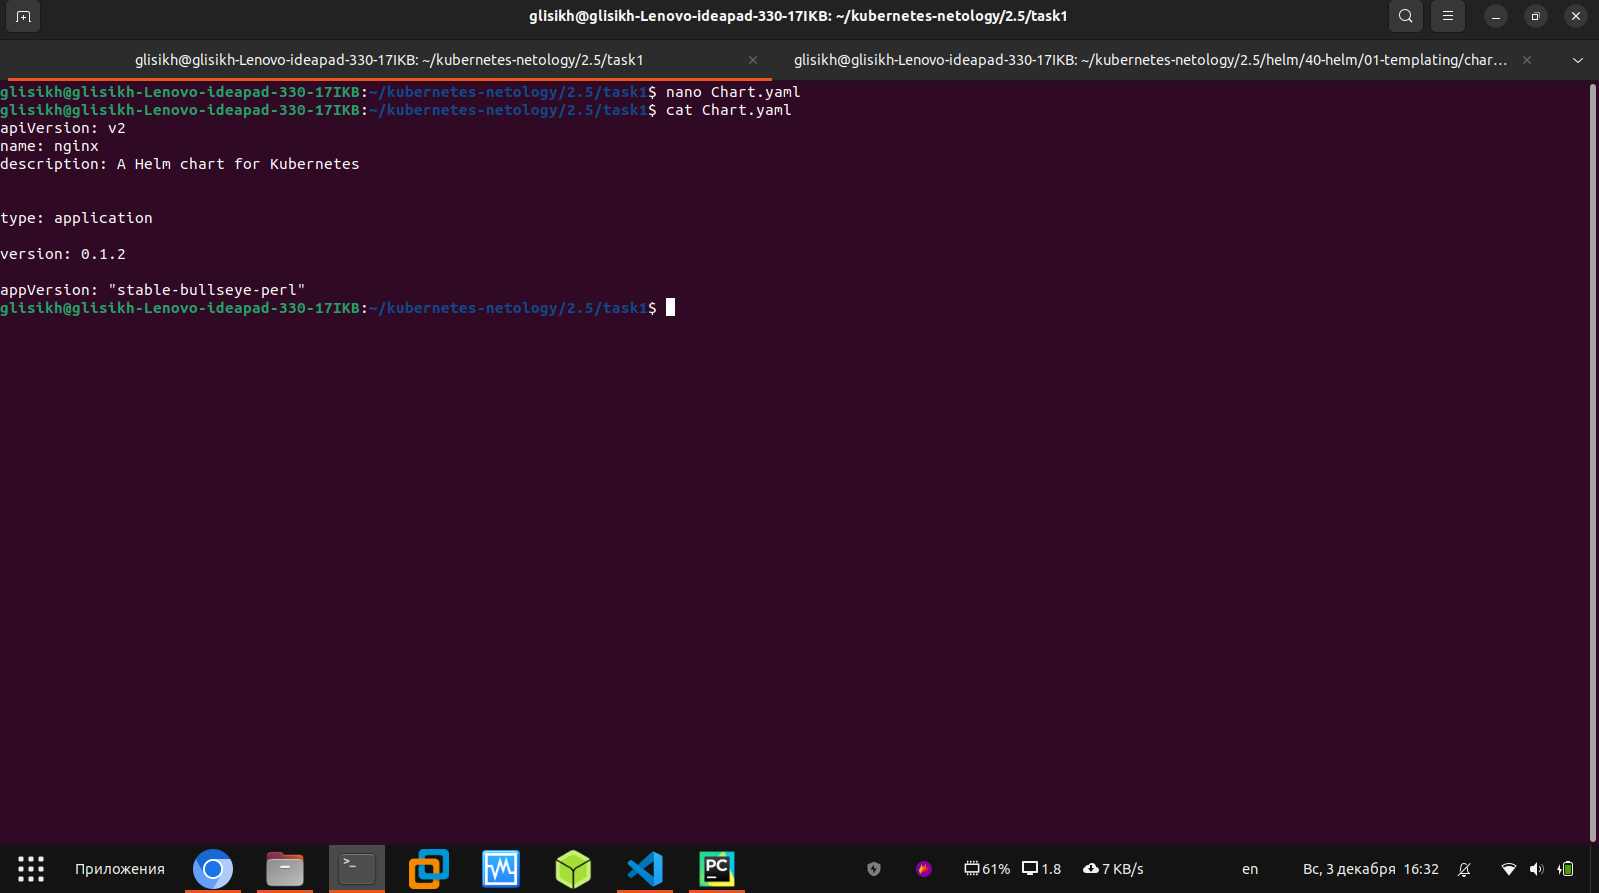 glisikh@glisikh-Lenovo-ideapad-330-17IKB: ~/kubernetes-netology/2.5/task1
glisikh@glisikh-Lenovo-ideapad-330-17IKB: ~/kubernetes-netology/2.5/task1
glisikh@glisikh-Lenovo-ideapad-330-17IKB: ~/kubernetes-netology/2.5/helm/40-helm/01-templating/char...
glisikh@glisikh-Lenovo-ideapad-330-17IKB:~/kubernetes-netology/2.5/task1$ nano Chart.yaml
glisikh@glisikh-Lenovo-ideapad-330-17IKB:~/kubernetes-netology/2.5/task1$ cat Chart.yaml
apiVersion: v2
name: nginx
description: A Helm chart for Kubernetes
type: application
version: 0.1.2
appVersion: "stable-bullseye-perl"
glisikh@glisikh-Lenovo-ideapad-330-17IKB:~/kubernetes-netology/2.5/task1$
Приложения
>_
PC
61%
1.8
7 KB/s
en
Вс, 3 декабря 16:32